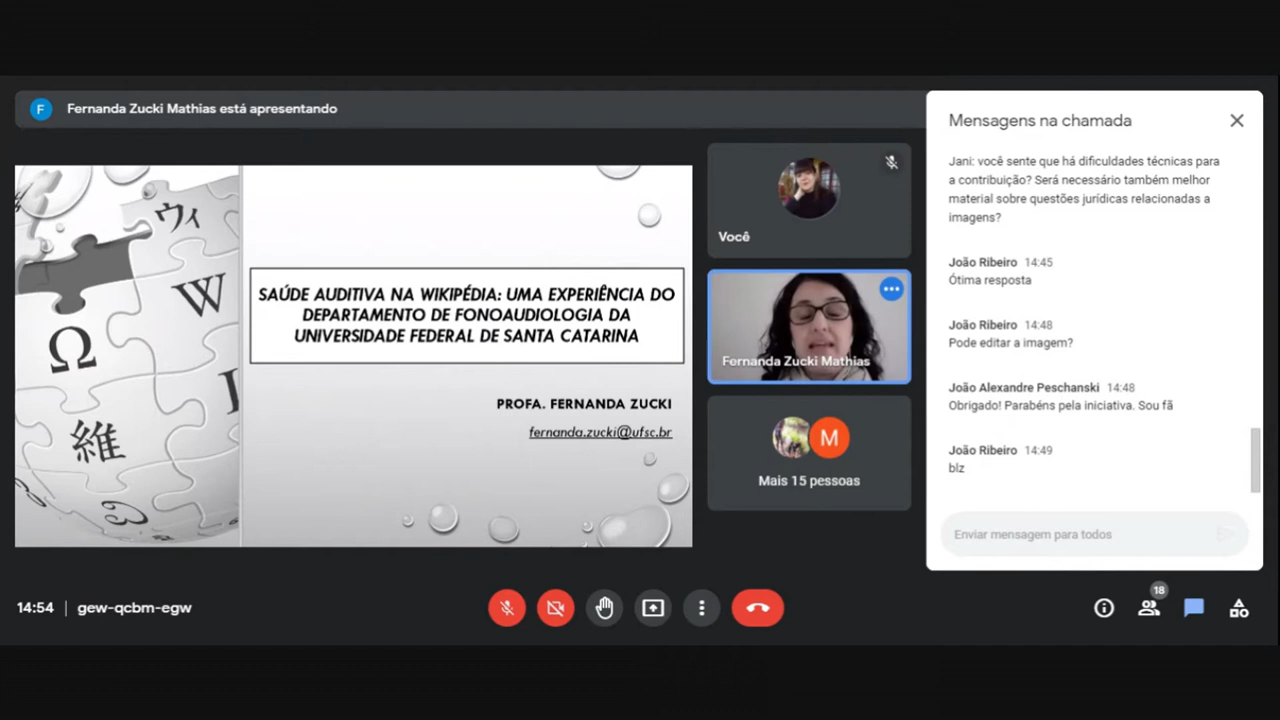 F
Fernanda Zucki Mathias está apresentando
ウィ
W
Ω
維
SAÚDE AUDITIVA NA WIKIPÉDIA: UMA EXPERIÊNCIA DO
DEPARTAMENTO DE FONOAUDIOLOGIA DA
UNIVERSIDADE FEDERAL DE SANTA CATARINA
PROFA. FERNANDA ZUCKI
fernanda.zucki@ufsc.br
Você
Fernanda Zucki Mathias
M
Mais 15 pessoas
Mensagens na chamada
Jani: você sente que há dificuldades técnicas para
a contribuição? Será necessário também melhor
material sobre questões jurídicas relacionadas a
imagens?
João Ribeiro 14:45
Ótima resposta
João Ribeiro 14:48
Pode editar a imagem?
João Alexandre Peschanski 14:48
Obrigado! Parabéns pela iniciativa. Sou fã
João Ribeiro 14:49
blz
Enviar mensagem para todos
14:54 | gew-qcbm-egw
18